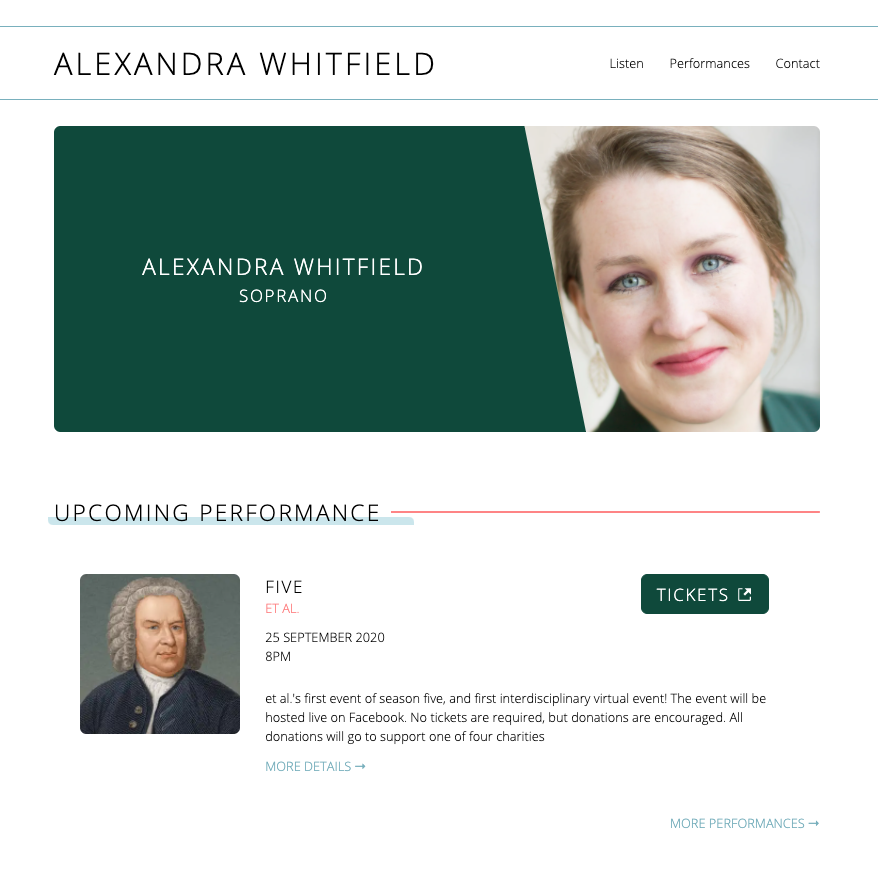 ALEXANDRA WHITFIELD
Listen Performances Contact
ALEXANDRA WHITFIELD
SOPRANO
UPCOMING PERFORMANCE
FIVE
ET AL.
TICKETS
25 SEPTEMBER 2020
8PM
et al.'s first event of season five, and first interdisciplinary virtual event! The event will be
hosted live on Facebook. No tickets are required, but donations are encouraged. All
donations will go to support one of four charities
MORE DETAILS →
MORE PERFORMANCES →